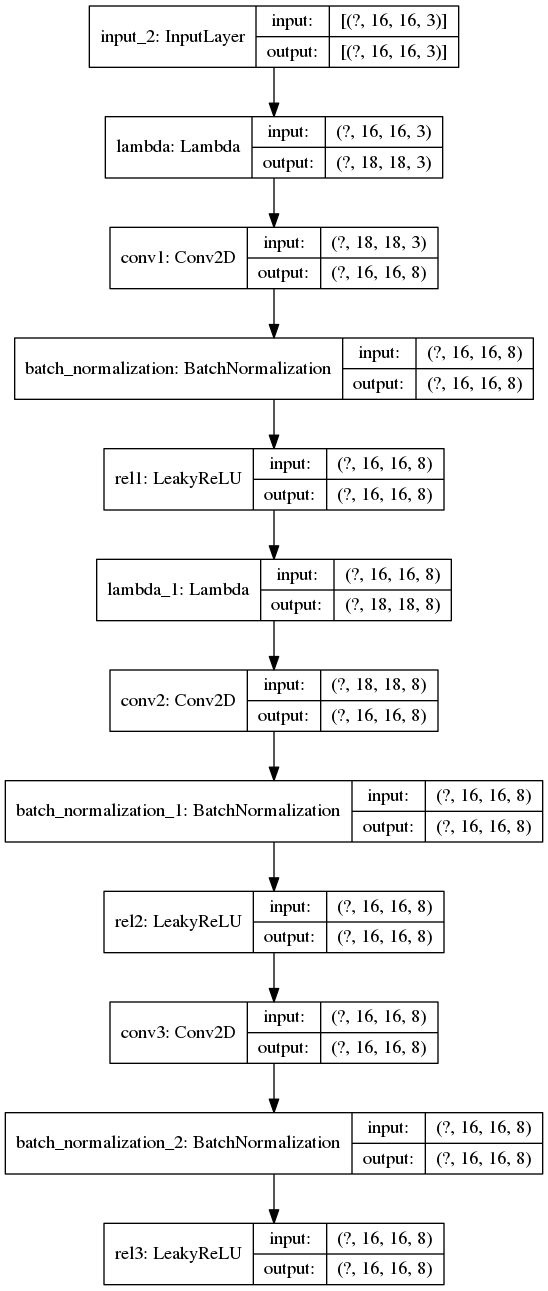 input_2: InputLayer
input: [(?, 16, 16, 3)]
output: [(?, 16, 16, 3)]
lambda: Lambda
input: (?, 16, 16, 3)
output: (?, 18, 18, 3)
conv1: Conv2D
input: (?, 18, 18, 3)
output: (?, 16, 16, 8)
batch_normalization: BatchNormalization
input: (?, 16, 16, 8)
output: (?, 16, 16, 8)
rel1: LeakyReLU
input: (?, 16, 16, 8)
output: (?, 16, 16, 8)
lambda_1: Lambda
input: (?, 16, 16, 8)
output: (?, 18, 18, 8)
conv2: Conv2D
input: (?, 18, 18, 8)
output: (?, 16, 16, 8)
batch_normalization_1: BatchNormalization
input: (?, 16, 16, 8)
output: (?, 16, 16, 8)
rel2: LeakyReLU
input: (?, 16, 16, 8)
output: (?, 16, 16, 8)
conv3: Conv2D
input: (?, 16, 16, 8)
output: (?, 16, 16, 8)
batch_normalization_2: BatchNormalization
input: (?, 16, 16, 8)
output: (?, 16, 16, 8)
rel3: LeakyReLU
input: (?, 16, 16, 8)
output: (?, 16, 16, 8)